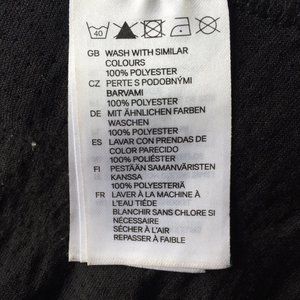 40
GB WASH WITH SIMILAR
COLOURS
100% POLYESTER
CZ PERTE S PODOBNÝMI
BARVAMI
100% POLYESTER
DE MIT ÄHNLICHEN FARBEN
WASCHEN
100% POLYESTER
ES LAVAR CON PRENDAS DE
COLOR PARECIDO
100% POLIÉSTER
FI PESTÄÄN SAMANVÄRISTEN
KANSSA
100% POLYESTERIÄ
FR LAVER À LA MACHINE À
L'EAU TIÉDE
BLANCHIR SANS CHLORE SI
NÉCESSAIRE
SÉCHER À L'AIR
REPASSER À FAIBLE